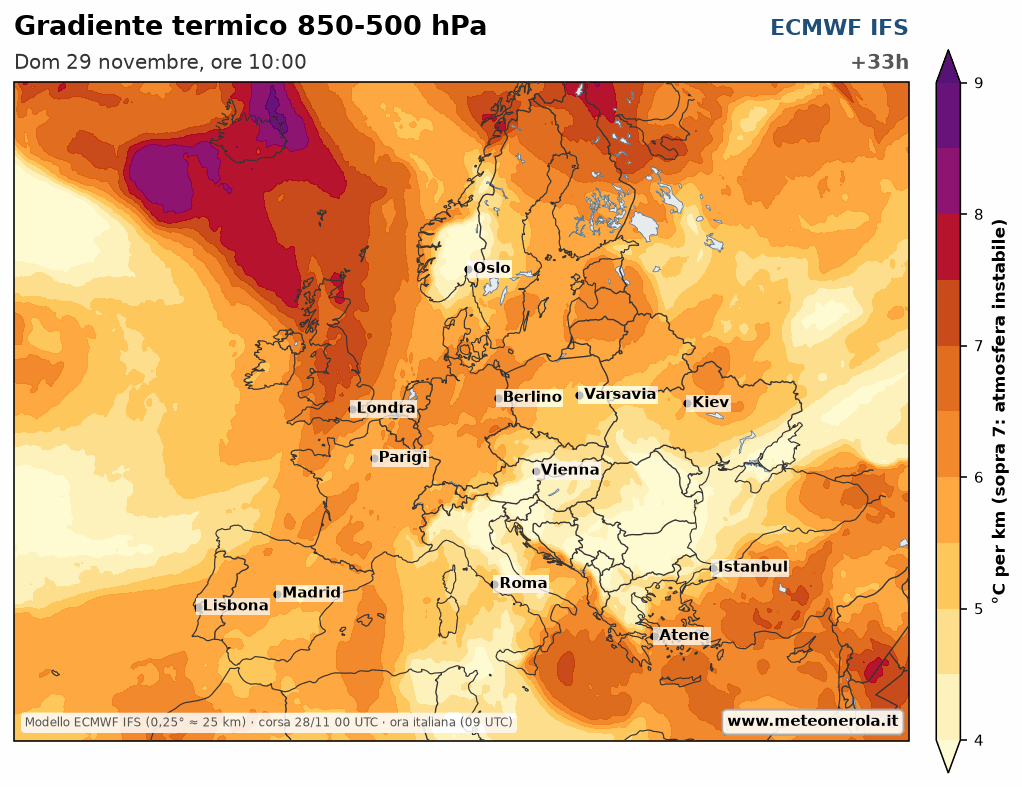 Gradiente termico 850-500 hPa
ECMWF IFS
Dom 29 novembre, ore 10:00
+33h
Oslo
Berlino
Varsavia
Kiev
Londra
Parigi
Vienna
Istanbul
Roma
Madrid
Lisbona
Atene
Modello ECMWF IFS (0,25° ≈ 25 km) · corsa 28/11 00 UTC · ora italiana (09 UTC)
www.meteonerola.it
9
8
7
6
5
4
°C per km (sopra 7: atmosfera instabile)